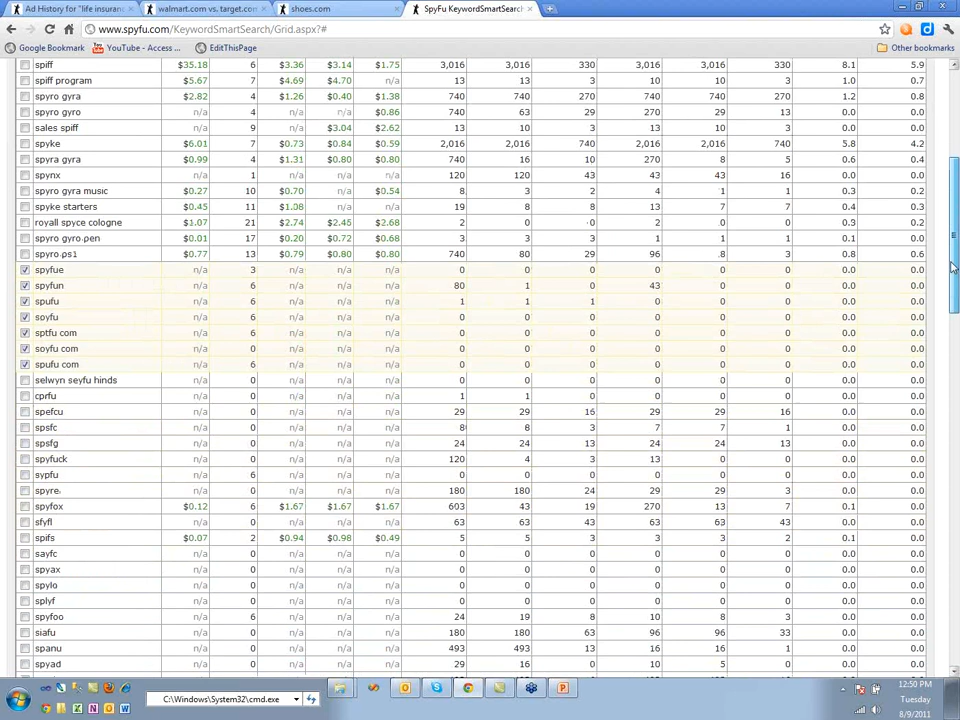 Ad History for "life insuranc × walmart.com vs. target.com × shoes.com × SpyFu KeywordSmartSearch ×
www.spyfu.com/KeywordSmartSearch/Grid.aspx?#
Google Bookmark YouTube - Access ... EditThisPage Other bookmarks
spiff $35.18 6 $3.36 $3.14 $1.75 3,016 3,016 330 3,016 3,016 330 8.1 5.9
spiff program $5.67 7 $4.69 $4.70 n/a 13 13 3 10 10 3 1.0 0.7
spyro gyra $2.82 4 $1.26 $0.40 $1.38 740 740 270 740 740 270 1.2 0.8
spyro gyro n/a 4 n/a n/a $0.86 740 63 29 270 29 13 0.0 0.0
sales spiff n/a 9 n/a $3.04 $2.62 13 10 3 13 10 3 0.0 0.0
spyke $6.01 7 $0.73 $0.84 $0.59 2,016 2,016 740 2,016 2,016 740 5.8 4.2
spyra gyra $0.99 4 $1.31 $0.80 $0.80 740 16 10 270 8 5 0.6 0.4
spynx n/a 1 n/a n/a n/a 120 120 43 43 43 16 0.0 0.0
spyro gyra music $0.27 10 $0.70 n/a $0.54 8 3 2 4 1 1 0.3 0.2
spyke starters $0.45 11 $1.08 n/a n/a 19 8 8 13 7 7 0.4 0.3
royall spyce cologne $1.07 21 $2.74 $2.45 $2.68 2 0 0 2 0 0 0.3 0.2
spyro gyro pen $0.01 17 $0.20 $0.72 $0.68 3 3 3 1 1 1 0.1 0.0
spyro ps1 $0.77 13 $0.79 $0.80 $0.80 740 80 29 96 8 3 0.8 0.6
spyfue n/a 3 n/a n/a n/a 0 0 0 0 0 0 0.0 0.0
spyfun n/a 6 n/a n/a n/a 80 1 0 43 0 0 0.0 0.0
spufu n/a 6 n/a n/a n/a 1 1 1 0 0 0 0.0 0.0
soyfu n/a 6 n/a n/a n/a 0 0 0 0 0 0 0.0 0.0
sptfu com n/a 6 n/a n/a n/a 0 0 0 0 0 0 0.0 0.0
soyfu com n/a 6 n/a n/a n/a 0 0 0 0 0 0 0.0 0.0
spufu com n/a 6 n/a n/a n/a 0 0 0 0 0 0 0.0 0.0
selwyn seyfu hinds n/a 0 n/a n/a n/a 0 0 0 0 0 0 0.0 0.0
cprfu n/a 0 n/a n/a n/a 1 1 0 0 0 0 0.0 0.0
spefcu n/a 0 n/a n/a n/a 29 29 16 29 29 16 0.0 0.0
spsfc n/a 0 n/a n/a n/a 8 8 3 7 7 1 0.0 0.0
spsfg n/a 0 n/a n/a n/a 24 24 13 24 24 13 0.0 0.0
spyfuck n/a 0 n/a n/a n/a 120 4 3 13 0 0 0.0 0.0
sypfu n/a 6 n/a n/a n/a 0 0 0 0 0 0 0.0 0.0
spyre n/a 0 n/a n/a n/a 180 180 24 29 29 3 0.0 0.0
spyfox $0.12 6 $1.67 $1.67 $1.67 603 43 19 270 13 7 0.1 0.0
sfyfl n/a 0 n/a n/a n/a 63 63 43 63 63 43 0.0 0.0
spifs $0.07 2 $0.94 $0.98 $0.49 5 5 3 3 3 2 0.1 0.0
sayfc n/a 0 n/a n/a n/a 0 0 0 0 0 0 0.0 0.0
spyax n/a 0 n/a n/a n/a 0 0 0 0 0 0 0.0 0.0
spylo n/a 0 n/a n/a n/a 0 0 0 0 0 0 0.0 0.0
splyf n/a 0 n/a n/a n/a 0 0 0 0 0 0 0.0 0.0
spyfoo n/a 6 n/a n/a n/a 24 19 8 10 8 3 0.0 0.0
siafu n/a 0 n/a n/a n/a 180 180 63 96 96 33 0.0 0.0
spanu n/a 0 n/a n/a n/a 493 493 13 16 16 1 0.0 0.0
spyad n/a 0 n/a n/a n/a 29 16 0 10 5 0 0.0 0.0
C:\Windows\System32\cmd.exe
12:50 PM
Tuesday
8/9/2011